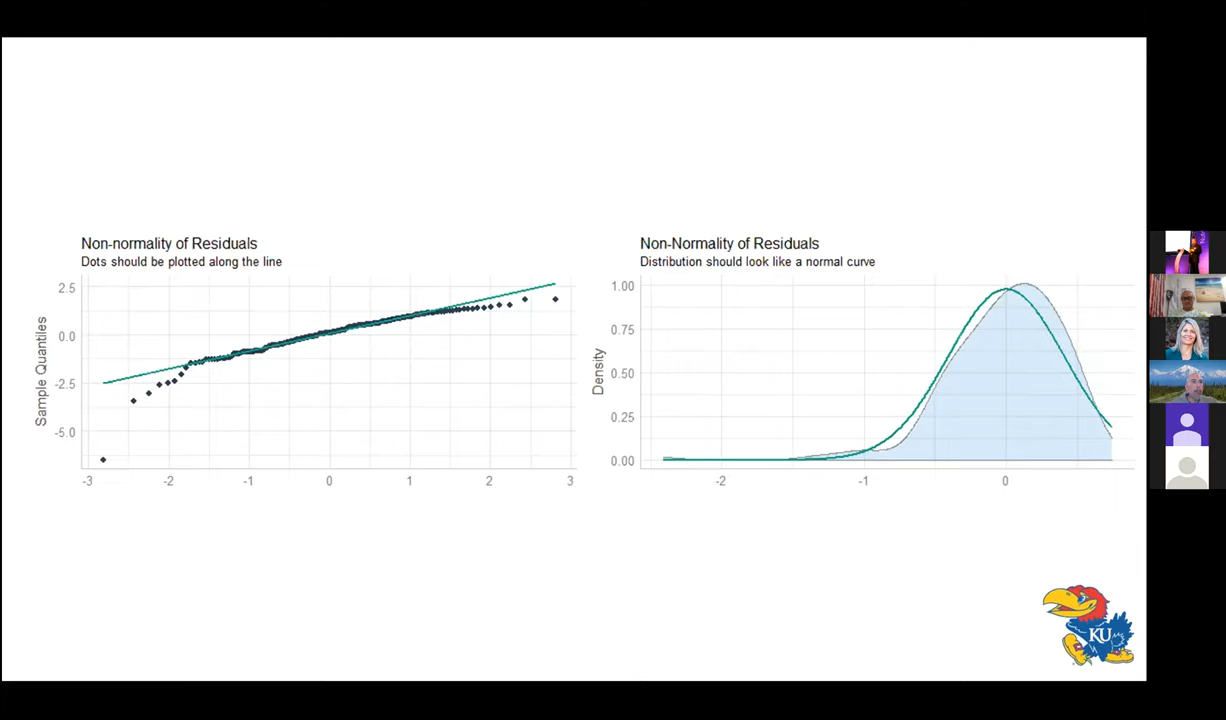 Non-normality of Residuals
Dots should be plotted along the line
Sample Quantiles
2.5
0.0
-2.5
-5.0
-3 -2 -1 0 1 2 3
Non-Normality of Residuals
Distribution should look like a normal curve
Density
1.00
0.75
0.50
0.25
0.00
-2 -1 0
KU